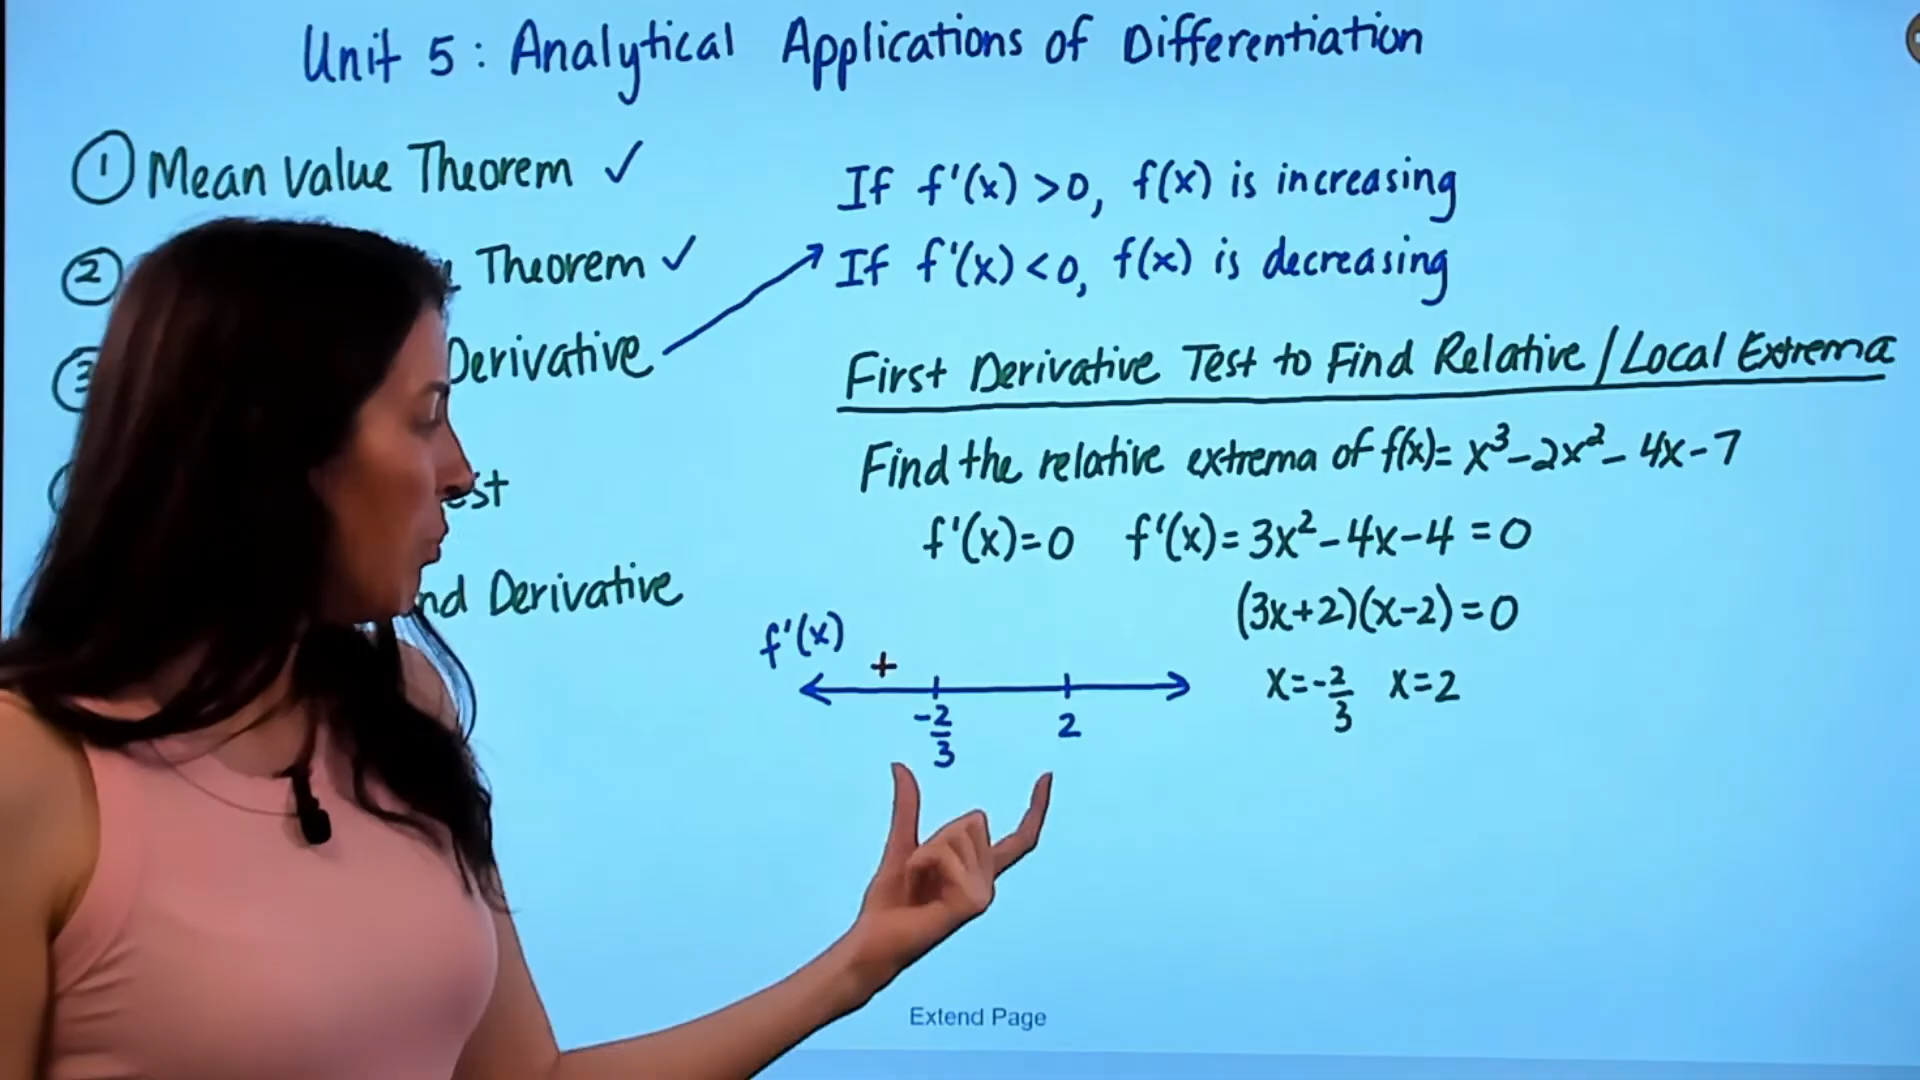 Unit 5: Analytical Applications of Differentiation
① Mean Value Theorem ✓
② Theorem ✓
③ Derivative
nd Derivative
If f'(x) >0, f(x) is increasing
If f'(x) <0, f(x) is decreasing
First Derivative Test to Find Relative / Local Extrema
Find the relative extrema of f(x)= x³-2x²-4x-7
f'(x)=0 f'(x)= 3x²-4x-4 =0
(3x+2)(x-2)=0
x=-2/3 x=2
f'(x)
+
-2/3 2
Extend Page